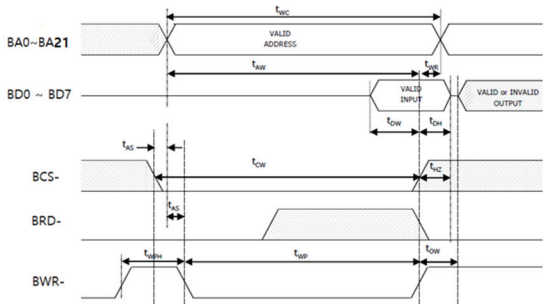 tWC
BA0~BA21
VALID
ADDRESS
tAW
tWR
BD0 ~ BD7
VALID
INPUT
VALID or INVALID
OUTPUT
tDW
tDH
tAS
BCS-
tCW
tHZ
tAS
BRD-
tWPH
tWP
tOW
BWR-